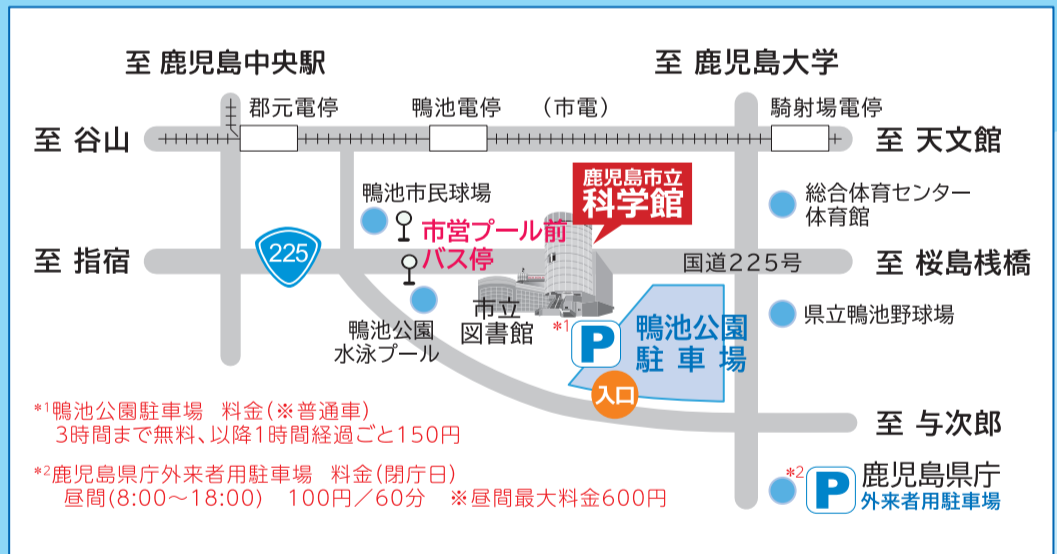 至 鹿児島中央駅
至 鹿児島大学
郡元電停
鴨池電停
（市電）
騎射場電停
至 谷山
至 天文館
鹿児島市立
科学館
鴨池市民球場
総合体育センター
体育館
市営プール前
バス停
225
至 指宿
国道225号
至 桜島桟橋
市立
図書館
鴨池公園
水泳プール
*1
P
鴨池公園
駐車場
県立鴨池野球場
入口
*1鴨池公園駐車場　料金(※普通車)
3時間まで無料、以降1時間経過ごと150円
至 与次郎
*2鹿児島県庁外来者用駐車場　料金(閉庁日)
昼間(8:00～18:00)　100円／60分　※昼間最大料金600円
*2
P
鹿児島県庁
外来者用駐車場